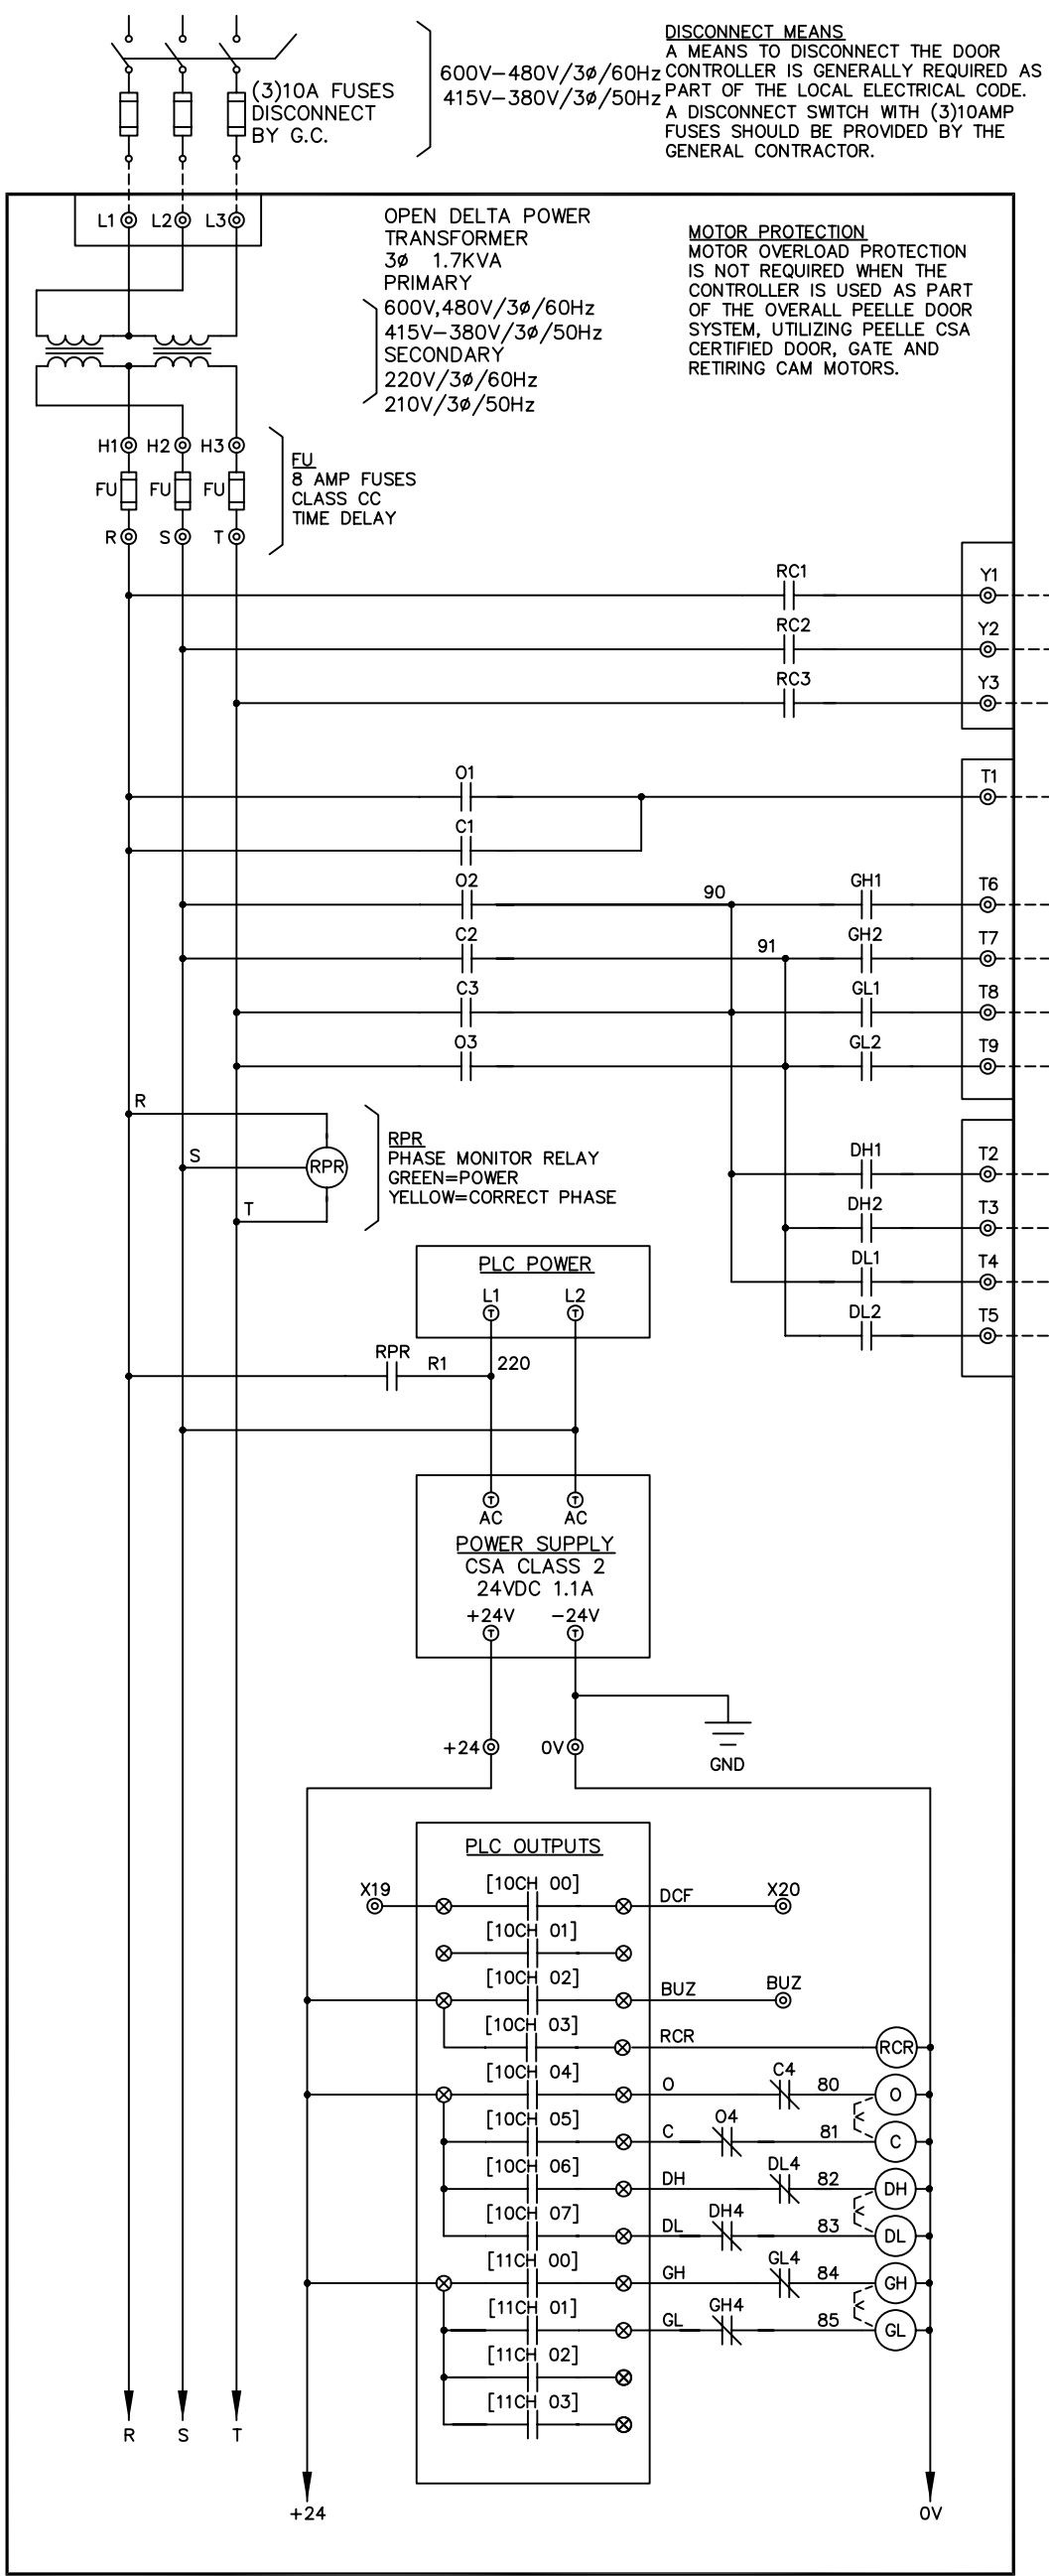 DISCONNECT MEANS
A MEANS TO DISCONNECT THE DOOR
CONTROLLER IS GENERALLY REQUIRED AS
PART OF THE LOCAL ELECTRICAL CODE.
A DISCONNECT SWITCH WITH (3)10AMP
FUSES SHOULD BE PROVIDED BY THE
GENERAL CONTRACTOR.
600V-480V/3ø/60Hz
415V-380V/3ø/50Hz
(3)10A FUSES
DISCONNECT
BY G.C.
L1 L2 L3
OPEN DELTA POWER
TRANSFORMER
3ø 1.7KVA
PRIMARY
600V,480V/3ø/60Hz
415V-380V/3ø/50Hz
SECONDARY
220V/3ø/60Hz
210V/3ø/50Hz
MOTOR PROTECTION
MOTOR OVERLOAD PROTECTION
IS NOT REQUIRED WHEN THE
CONTROLLER IS USED AS PART
OF THE OVERALL PEELLE DOOR
SYSTEM, UTILIZING PEELLE CSA
CERTIFIED DOOR, GATE AND
RETIRING CAM MOTORS.
H1 H2 H3
FU FU FU
R S T
FU
8 AMP FUSES
CLASS CC
TIME DELAY
RC1 Y1
RC2 Y2
RC3 Y3
O1 T1
C1
O2 90 GH1 T6
C2 91 GH2 T7
C3 GL1 T8
O3 GL2 T9
R
S
T
RPR
RPR
PHASE MONITOR RELAY
GREEN=POWER
YELLOW=CORRECT PHASE
DH1 T2
DH2 T3
DL1 T4
DL2 T5
PLC POWER
L1 L2
T T
RPR R1 220
T T
AC AC
POWER SUPPLY
CSA CLASS 2
24VDC 1.1A
+24V -24V
T T
+24 0V
GND
PLC OUTPUTS
X19 [10CH 00] DCF X20
[10CH 01]
[10CH 02] BUZ BUZ
[10CH 03] RCR RCR
[10CH 04] O C4 80 O
[10CH 05] C O4 81 C
[10CH 06] DH DL4 82 DH
[10CH 07] DL DH4 83 DL
[11CH 00] GH GL4 84 GH
[11CH 01] GL GH4 85 GL
[11CH 02]
[11CH 03]
R S T
+24 0V